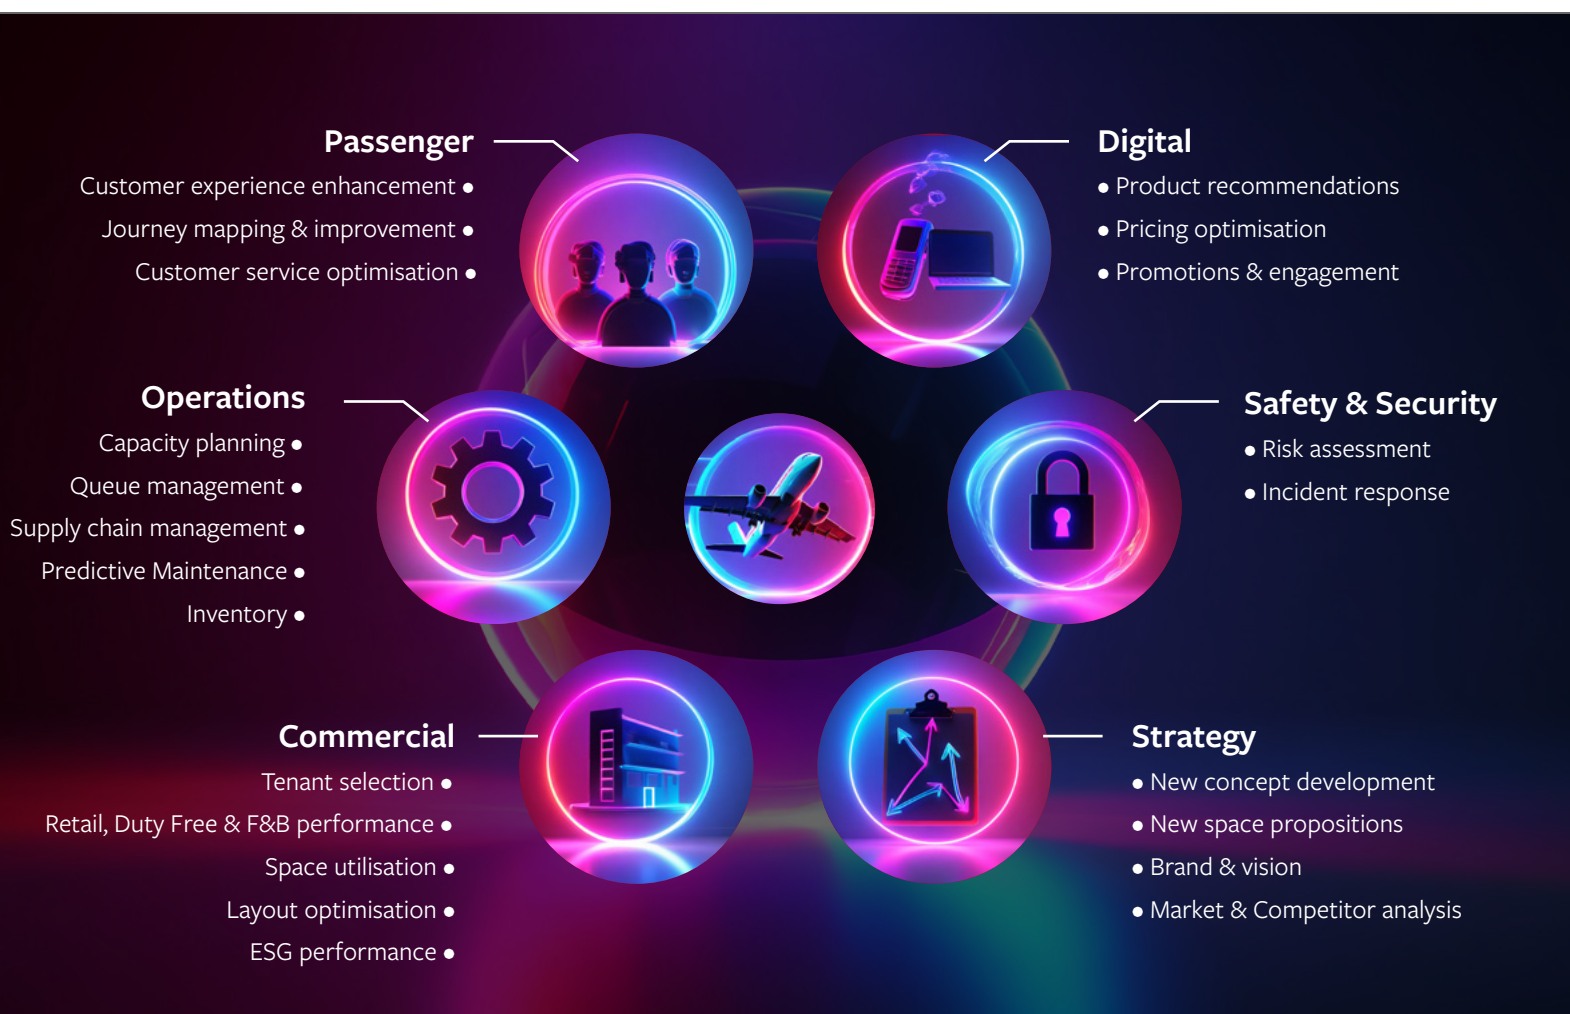 Passenger
Customer experience enhancement ●
Journey mapping & improvement ●
Customer service optimisation ●
Digital
● Product recommendations
● Pricing optimisation
● Promotions & engagement
Operations
Capacity planning ●
Queue management ●
Supply chain management ●
Predictive Maintenance ●
Inventory ●
Safety & Security
● Risk assessment
● Incident response
Commercial
Tenant selection ●
Retail, Duty Free & F&B performance ●
Space utilisation ●
Layout optimisation ●
ESG performance ●
Strategy
● New concept development
● New space propositions
● Brand & vision
● Market & Competitor analysis